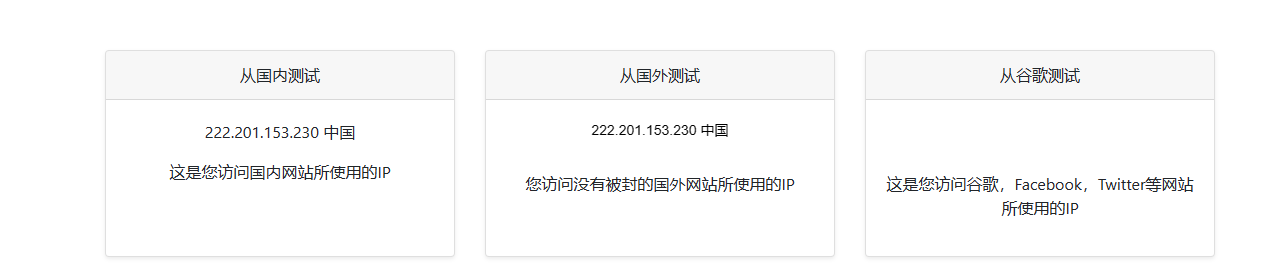 从国内测试
222.201.153.230 中国
这是您访问国内网站所使用的IP
从国外测试
222.201.153.230 中国
您访问没有被封的国外网站所使用的IP
从谷歌测试
这是您访问谷歌，Facebook，Twitter等网站
所使用的IP